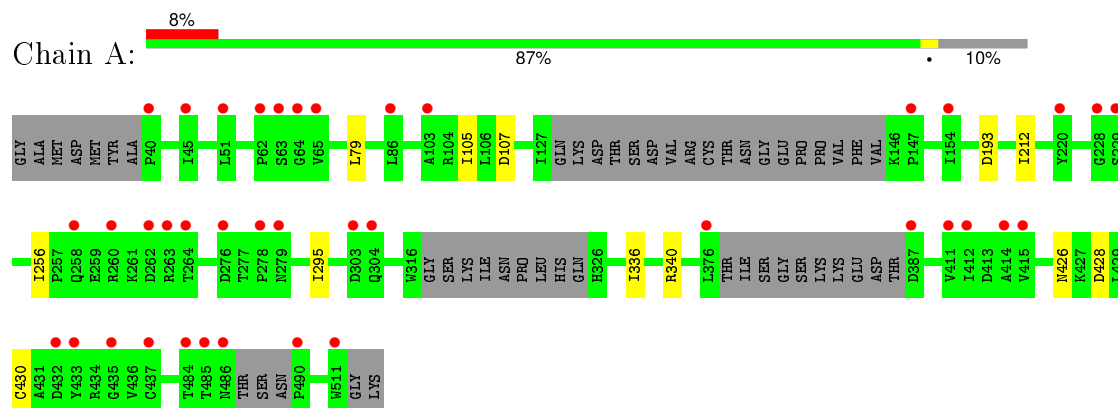 8%
Chain A:
87% • 10%
GLY ALA MET ASP MET TYR ALA P40 I45 L51 P62 S63 G64 V65 L79 L86 A103 R104 I105 L106 D107 I127 GLN LYS ASP THR SER ASP VAL ARG CYS THR ASN GLY GLU PRO PRO VAL PHE VAL K146 P147 I154 D193 I212 Y220 G228
I256 P257 Q258 E259 R260 K261 D262 R263 T264 D276 T277 P278 N279 I295 D303 Q304 W316 GLY SER LYS ILE ASN PRO LEU HIS GLN H326 I336 R340 L376 THR ILE SER GLY SER LYS LYS GLU ASP THR D387 V411 I412 D413 A414 V415 N426 K427 D428
C430 A431 D432 Y433 R434 G435 V436 C437 T484 T485 N486 THR SER ASN P490 W511 GLY LYS